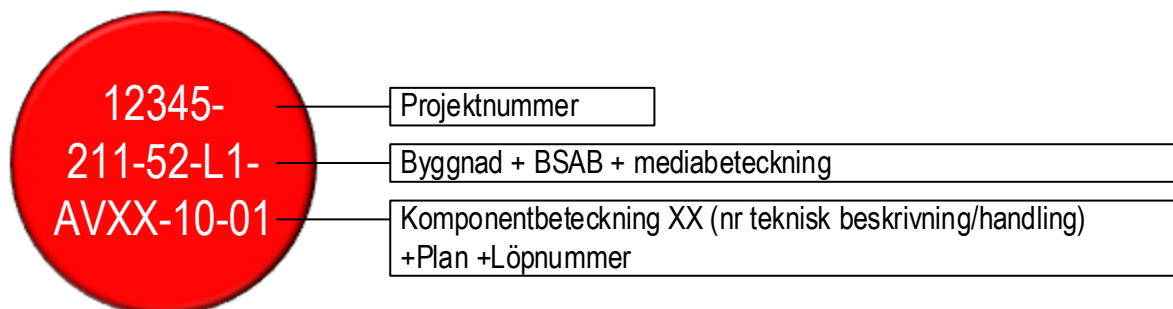 12345-
Projektnummer
211-52-L1-
Byggnad + BSAB + mediabeteckning
AVXX-10-01
Komponentbeteckning XX (nr teknisk beskrivning/handling)
+Plan +Löpnummer